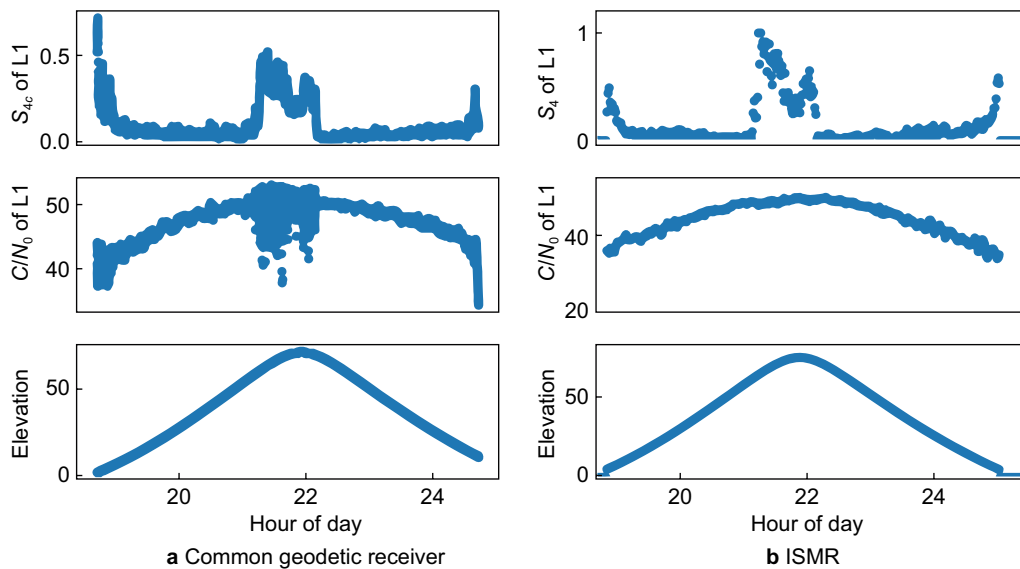 S4c of L1
0.5
0.0
C/N0 of L1
50
40
Elevation
50
0
20 22 24
Hour of day
a Common geodetic receiver
S4 of L1
1
0
C/N0 of L1
40
20
Elevation
50
0
20 22 24
Hour of day
b ISMR